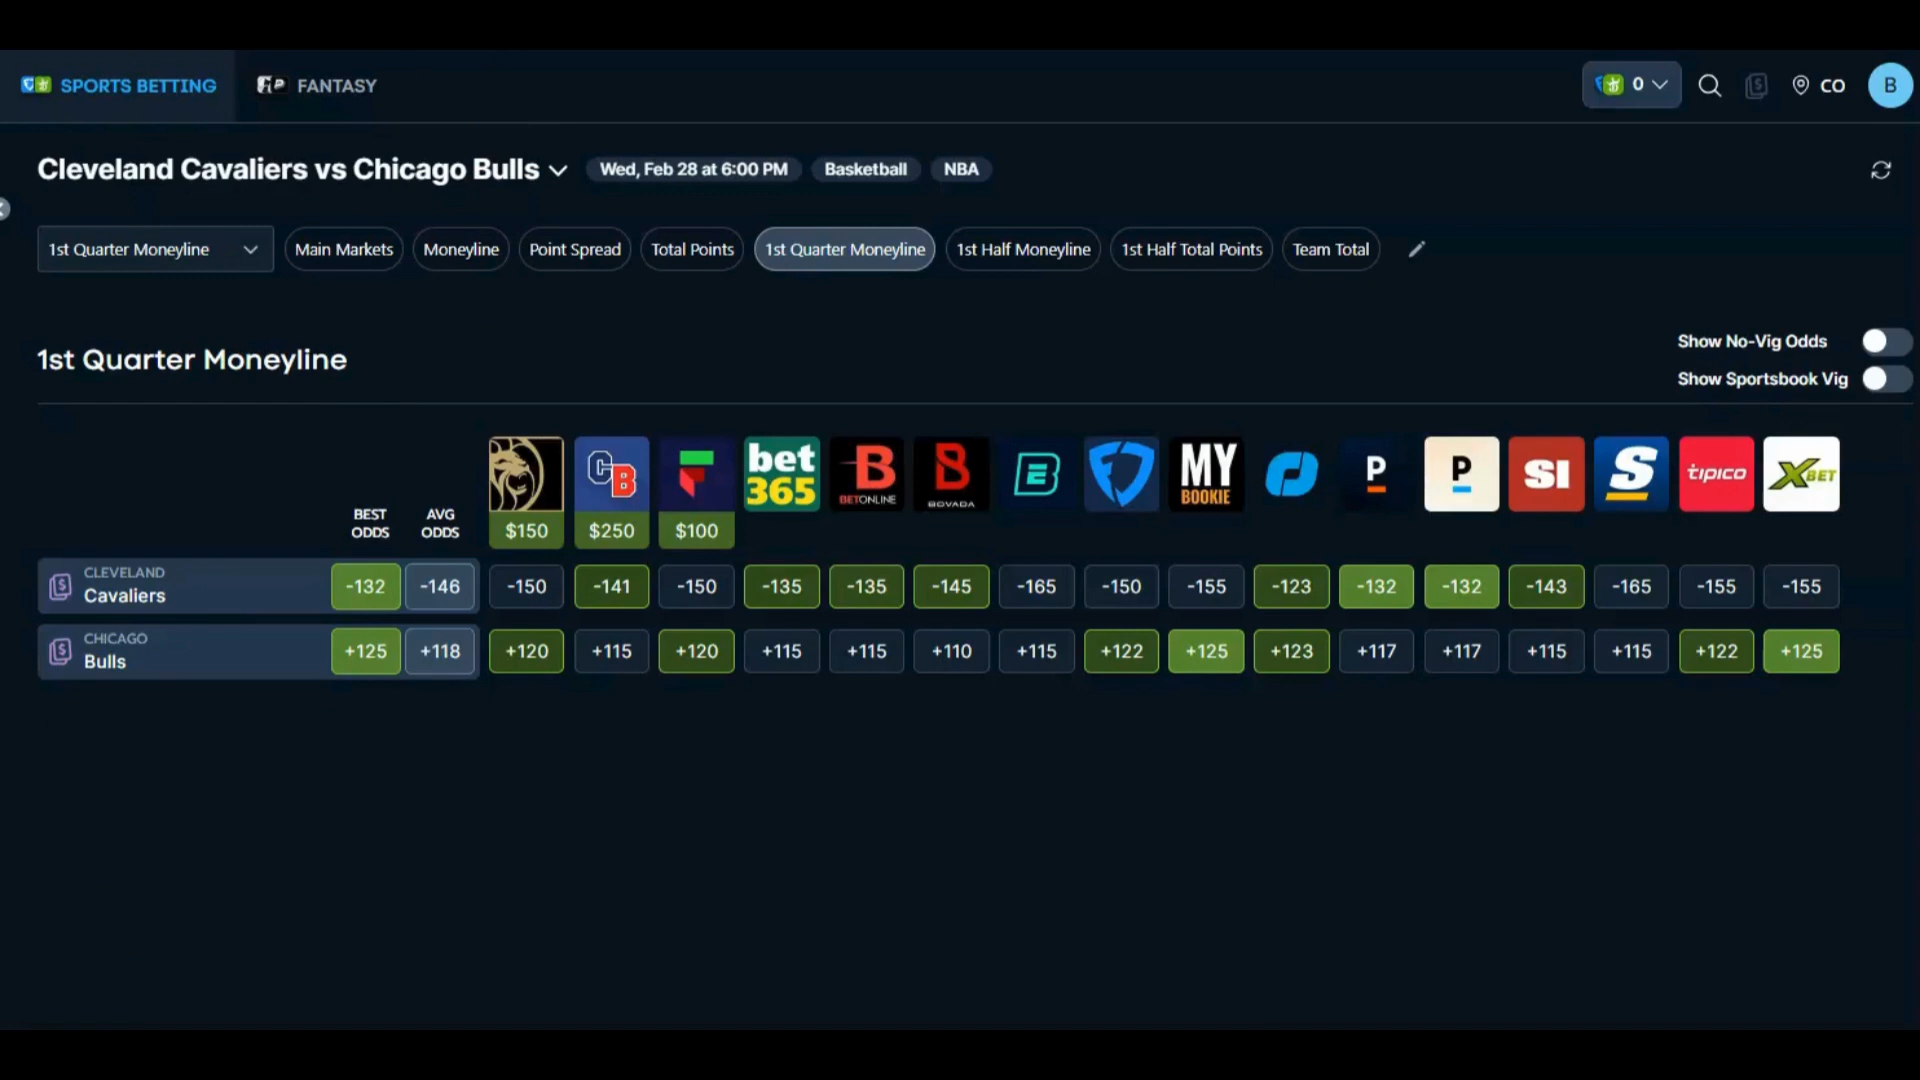 SPORTS BETTING FANTASY 0 CO B
Cleveland Cavaliers vs Chicago Bulls Wed, Feb 28 at 6:00 PM Basketball NBA
1st Quarter Moneyline Main Markets Moneyline Point Spread Total Points 1st Quarter Moneyline 1st Half Moneyline 1st Half Total Points Team Total
Show No-Vig Odds
1st Quarter Moneyline
Show Sportsbook Vig
CB bet365 B BETONLINE B BOVADA E MY BOOKIE P P SI S tipico XBET
BEST ODDS AVG ODDS $150 $250 $100
CLEVELAND
Cavaliers -132 -146 -150 -141 -150 -135 -135 -145 -165 -150 -155 -123 -132 -132 -143 -165 -155 -155
CHICAGO
Bulls +125 +118 +120 +115 +120 +115 +115 +110 +115 +122 +125 +123 +117 +117 +115 +115 +122 +125